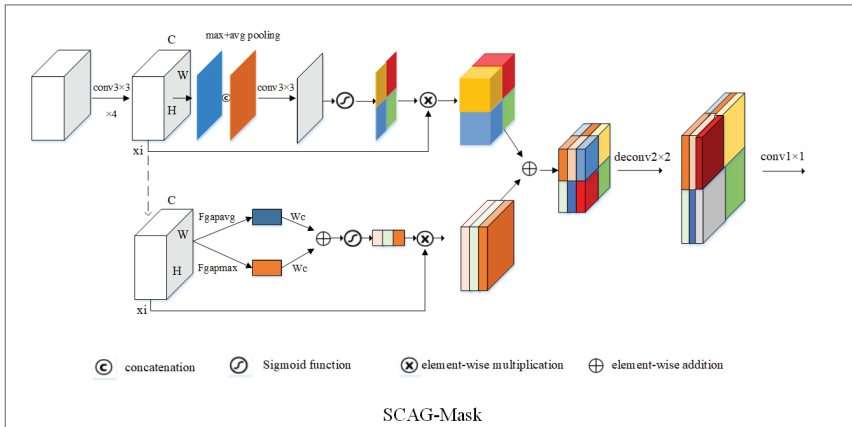 C
max+avg pooling
conv3×3
×4
W
H
©
conv3×3
xi
deconv2×2
conv1×1
C
W
H
Fgapavg
Wc
Fgapmax
Wc
xi
© concatenation
Sigmoid function
element-wise multiplication
element-wise addition
SCAG-Mask